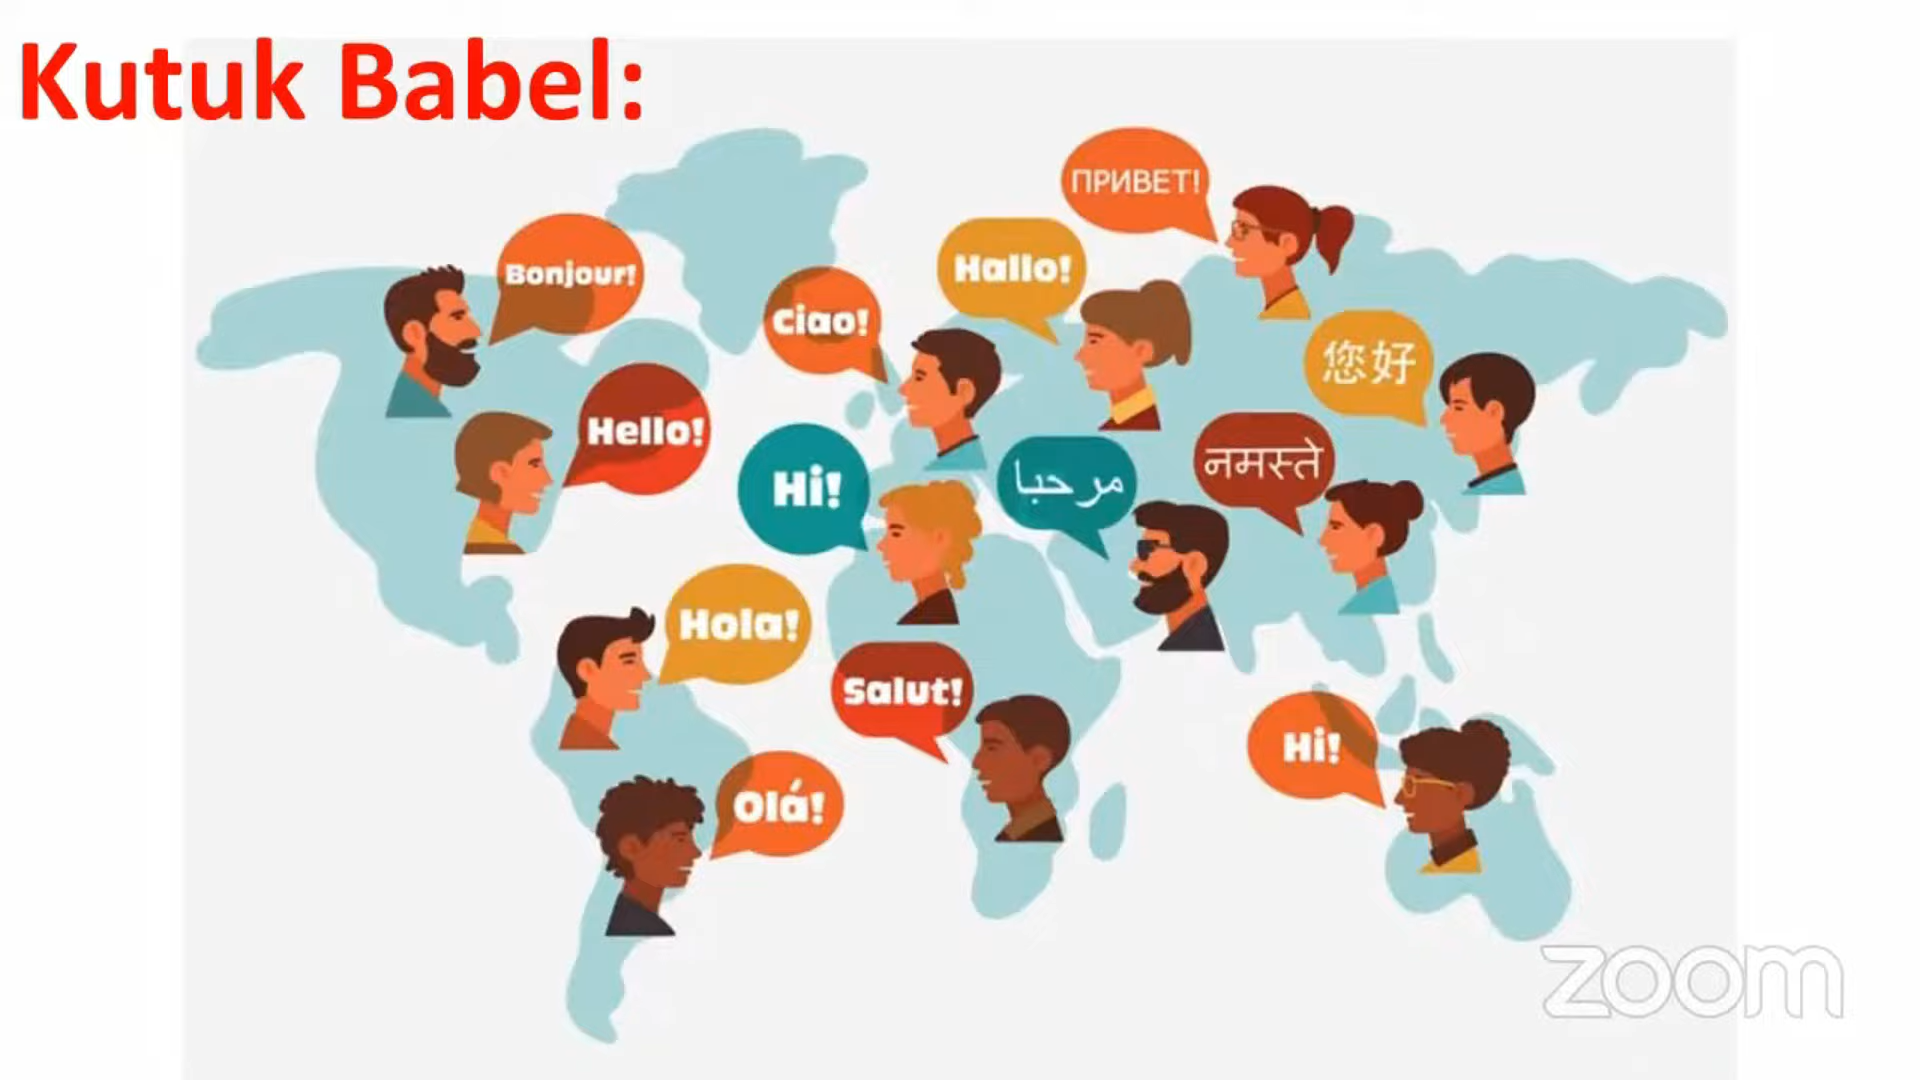 Kutuk Babel:
ПРИВЕТ!
Bonjour!
Hallo!
Ciao!
您好
Hello!
नमस्ते
Hi!
مرحبا
Hola!
Salut!
Hi!
Olá!
zoom